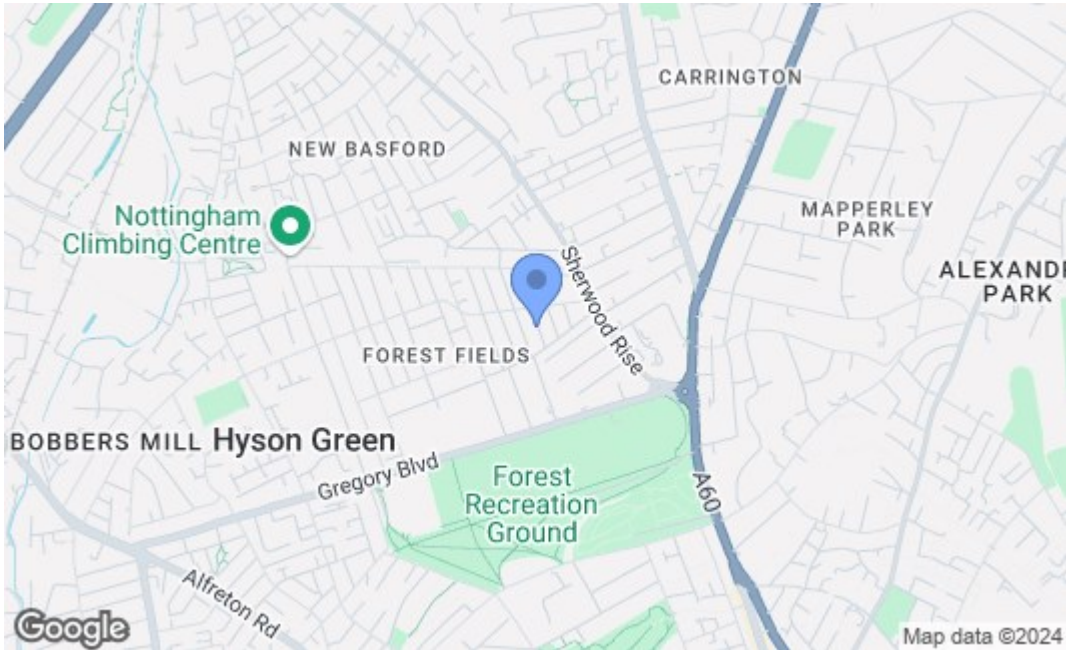 CARRINGTON
NEW BASFORD
Nottingham
Climbing Centre
MAPPERLEY
PARK
Sherwood Rise
ALEXAND
PARK
FOREST FIELDS
BOBBERS MILL
Hyson Green
Gregory Blvd
Forest
Recreation
Ground
A60
Alfreton Rd
Google
Map data ©2024